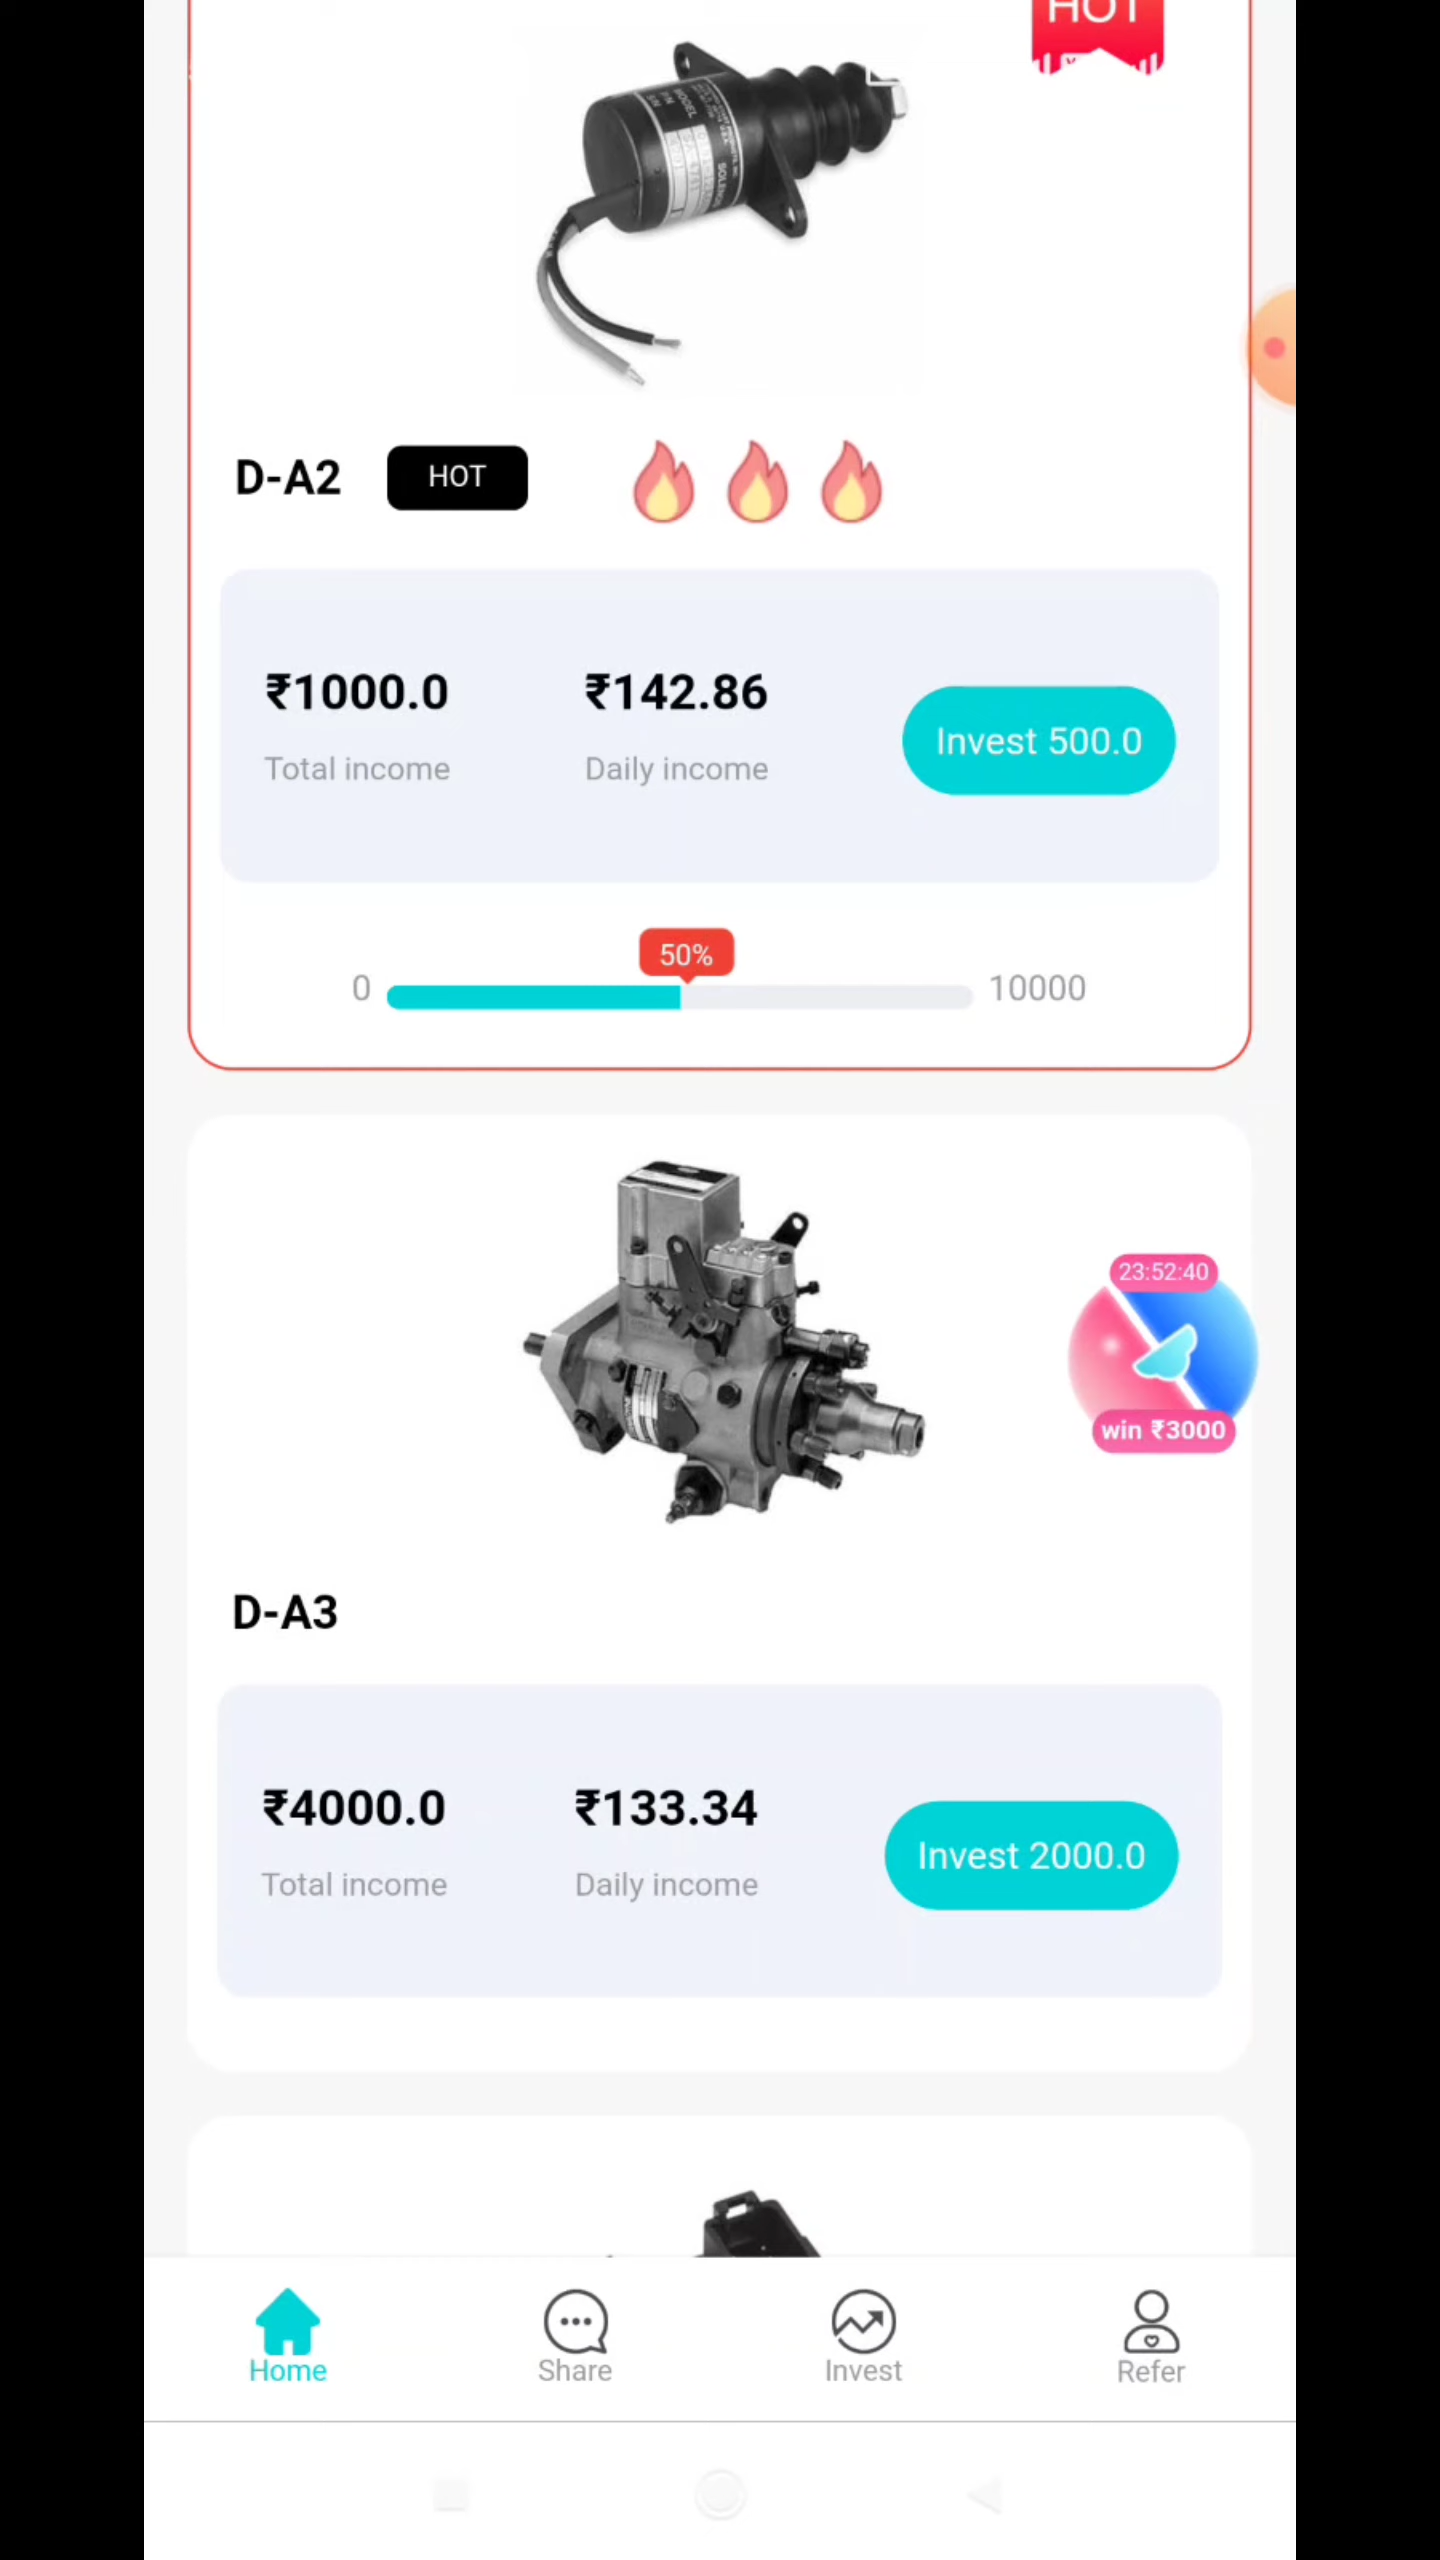 HOT
MODEL
P/N
S/N
D-A2 HOT
₹1000.0 ₹142.86
Invest 500.0
Total income Daily income
50%
0 10000
23:52:40
win ₹3000
D-A3
₹4000.0 ₹133.34
Invest 2000.0
Total income Daily income
Home Share Invest Refer